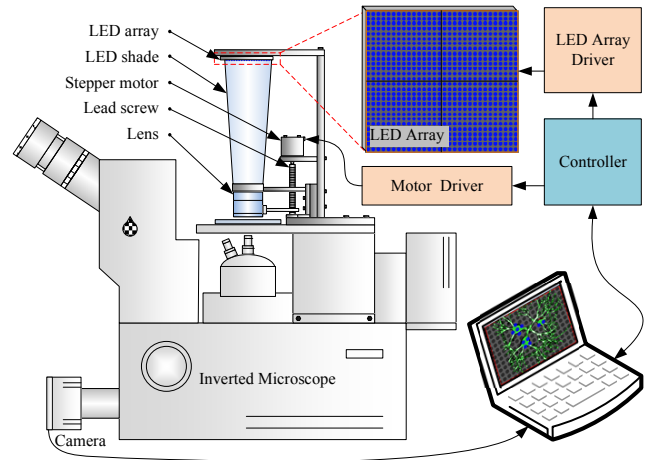 LED array
LED shade
Stepper motor
Lead screw
Lens
LED Array
LED Array
Driver
Controller
Motor Driver
Inverted Microscope
Camera